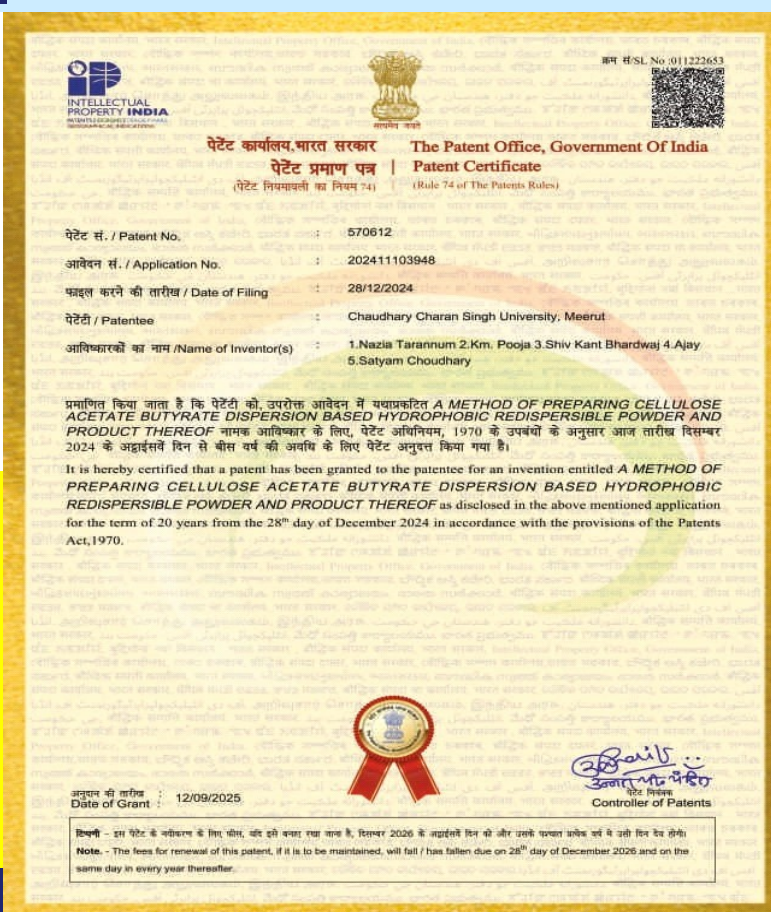 क्रम सं/SL No :011222653
INTELLECTUAL
PROPERTY INDIA
सत्यमेव जयते
पेटेंट कार्यालय,भारत सरकार
The Patent Office, Government Of India
पेटेंट प्रमाण पत्र
Patent Certificate
(पेटेंट नियमावली का नियम 74)
(Rule 74 of The Patents Rules)
पेटेंट सं. / Patent No. : 570612
आवेदन सं. / Application No. : 202411103948
फाइल करने की तारीख / Date of Filing : 28/12/2024
पेटेंटी / Patentee : Chaudhary Charan Singh University, Meerut
आविष्कारकों का नाम /Name of Inventor(s) : 1.Nazia Tarannum 2.Km. Pooja 3.Shiv Kant Bhardwaj 4.Ajay
5.Satyam Choudhary
प्रमाणित किया जाता है कि पेटेंटी को, उपरोक्त आवेदन में यथाप्रकटित A METHOD OF PREPARING CELLULOSE
ACETATE BUTYRATE DISPERSION BASED HYDROPHOBIC REDISPERSIBLE POWDER AND
PRODUCT THEREOF नामक आविष्कार के लिए, पेटेंट अधिनियम, 1970 के उपबंधों के अनुसार आज तारीख दिसम्बर
2024 के अट्ठाईसवें दिन से बीस वर्ष की अवधि के लिए पेटेंट अनुदत्त किया गया है।
It is hereby certified that a patent has been granted to the patentee for an invention entitled A METHOD OF
PREPARING CELLULOSE ACETATE BUTYRATE DISPERSION BASED HYDROPHOBIC
REDISPERSIBLE POWDER AND PRODUCT THEREOF as disclosed in the above mentioned application
for the term of 20 years from the 28th day of December 2024 in accordance with the provisions of the Patents
Act,1970.
अनुदान की तारीख :
Date of Grant : 12/09/2025
पेटेंट नियंत्रक
Controller of Patents
टिप्पणी - इस पेटेंट के नवीकरण के लिए फीस, यदि इसे बनाए रखा जाना है, दिसम्बर 2026 के अट्ठाईसवें दिन को और उसके पश्चात प्रत्येक वर्ष मे उसी दिन देय होगी।
Note. - The fees for renewal of this patent, if it is to be maintained, will fall / has fallen due on 28th day of December 2026 and on the
same day in every year thereafter.